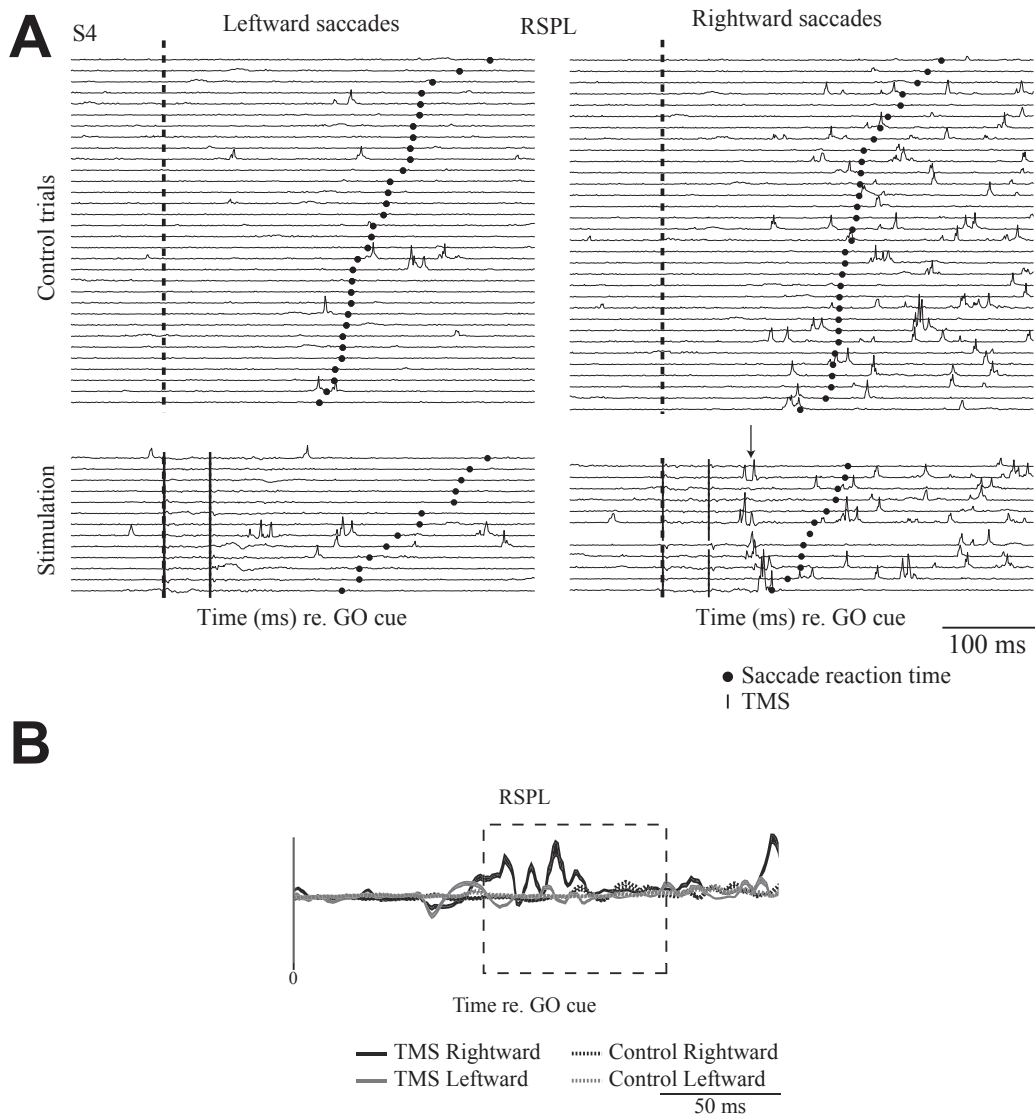 A
S4
Leftward saccades
RSPL
Rightward saccades
Control trials
Stimulation
Time (ms) re. GO cue
Time (ms) re. GO cue
100 ms
Saccade reaction time
TMS
B
RSPL
0
Time re. GO cue
TMS Rightward
Control Rightward
TMS Leftward
Control Leftward
50 ms